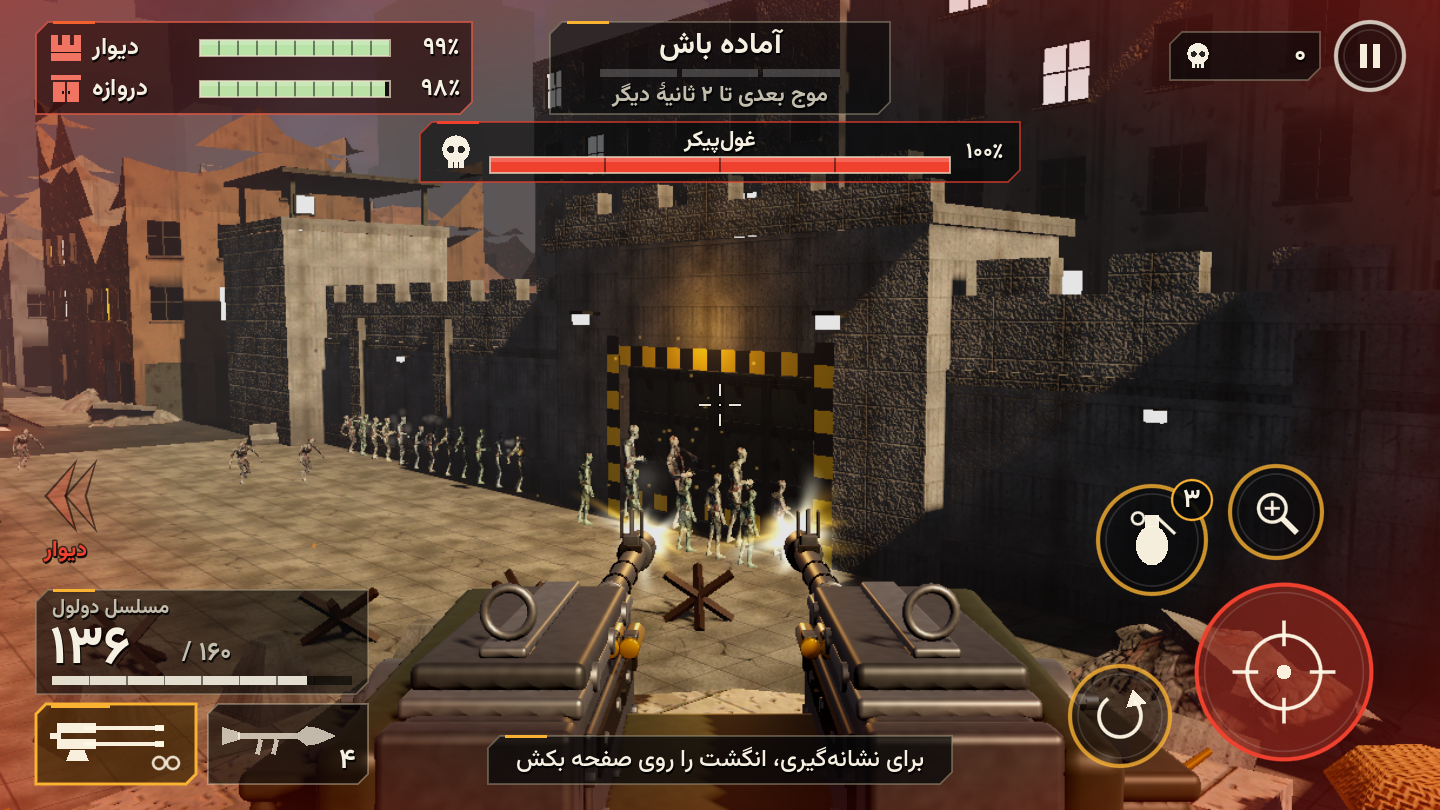 دیوار ۹۹٪
دروازه ۹۸٪
آماده باش
موج بعدی تا ۲ ثانیهٔ دیگر
۰
غول‌پیکر
۱۰۰٪
دیوار
۳
مسلسل دولول
۱۳۶ / ۱۶۰
∞
۴
برای نشانه‌گیری، انگشت را روی صفحه بکش